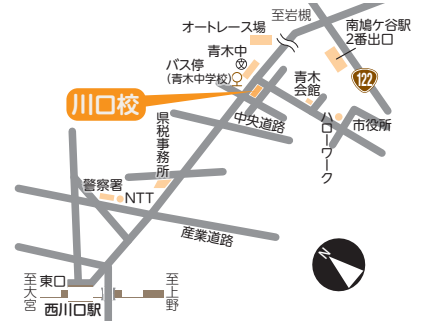 至岩槻
オートレース場
南鳩ケ谷駅
2番出口
青木中
バス停
(青木中学校)
122
青木
会館
川口校
中央道路
市役所
ハローワーク
県税事務所
警察署
NTT
産業道路
N
東口
至大宮
至上野
西川口駅